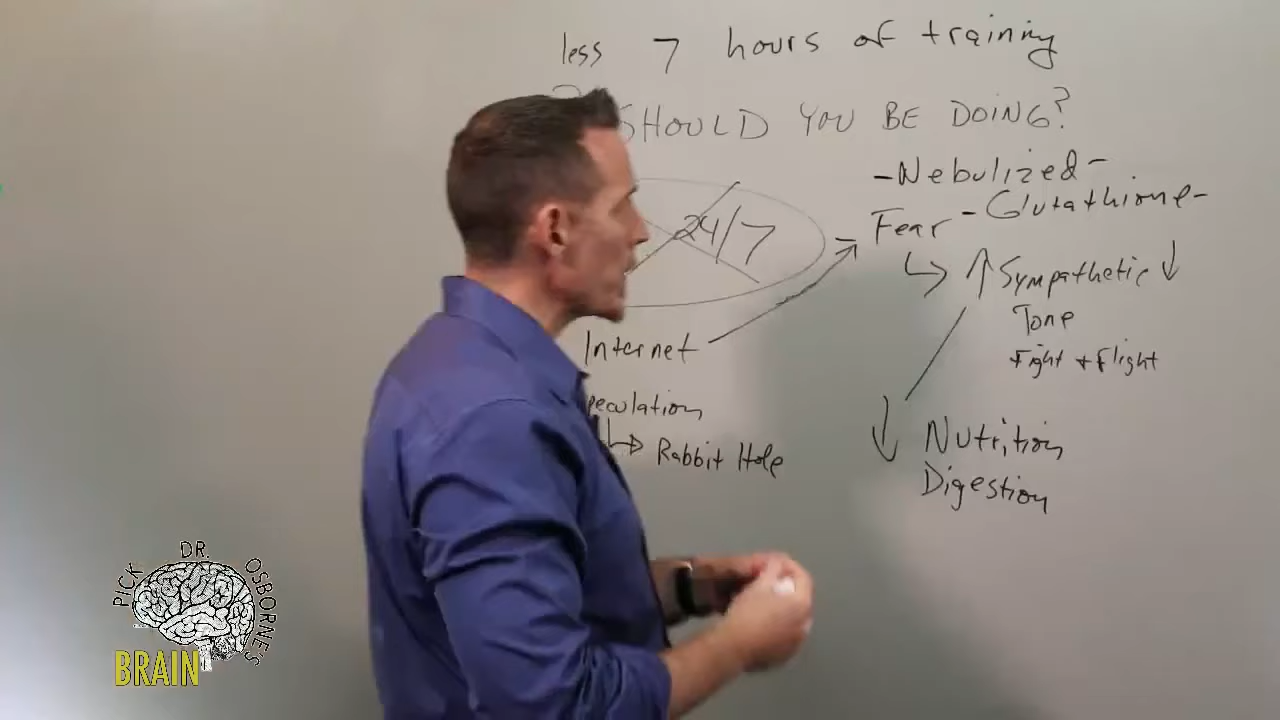 less 7 hours of training
SHOULD YOU BE DOING?
-Nebulized-
-Glutathione-
24/7
Fear
↑ Sympathetic ↓
Tone
Fight + Flight
Internet
peculation
Rabbit Hole
↓ Nutrition
Digestion
PICK DR. OSBORNE'S
BRAIN